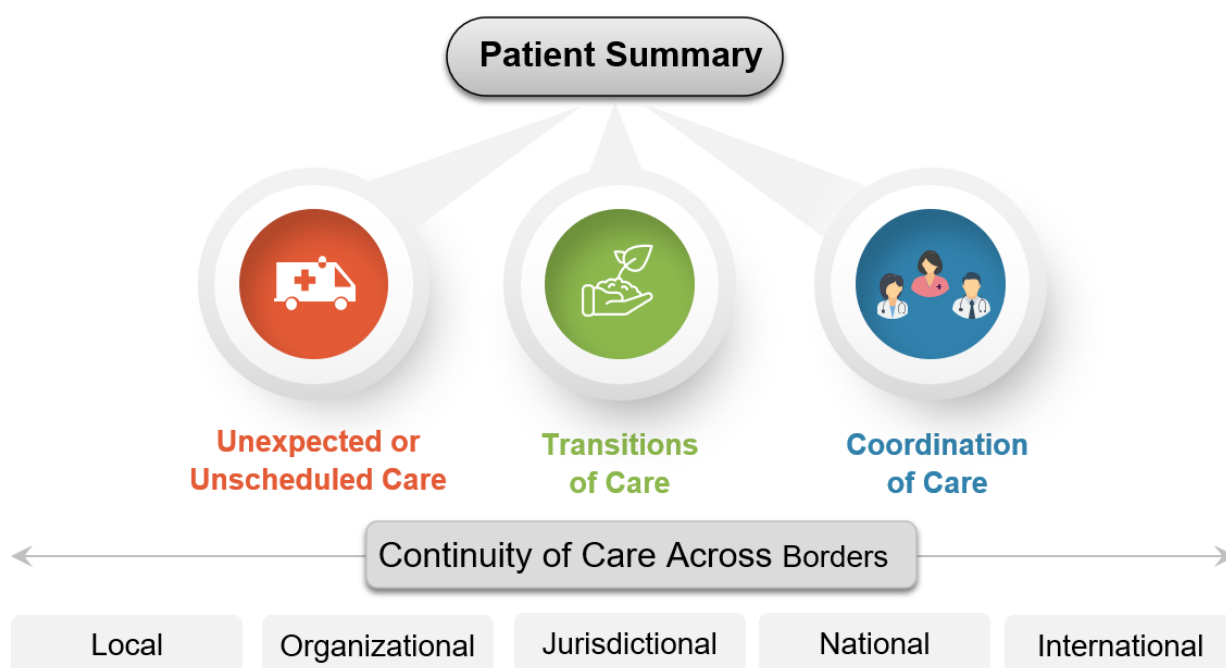 Patient Summary
Unexpected or
Unscheduled Care
Transitions
of Care
Coordination
of Care
Continuity of Care Across Borders
Local
Organizational
Jurisdictional
National
International